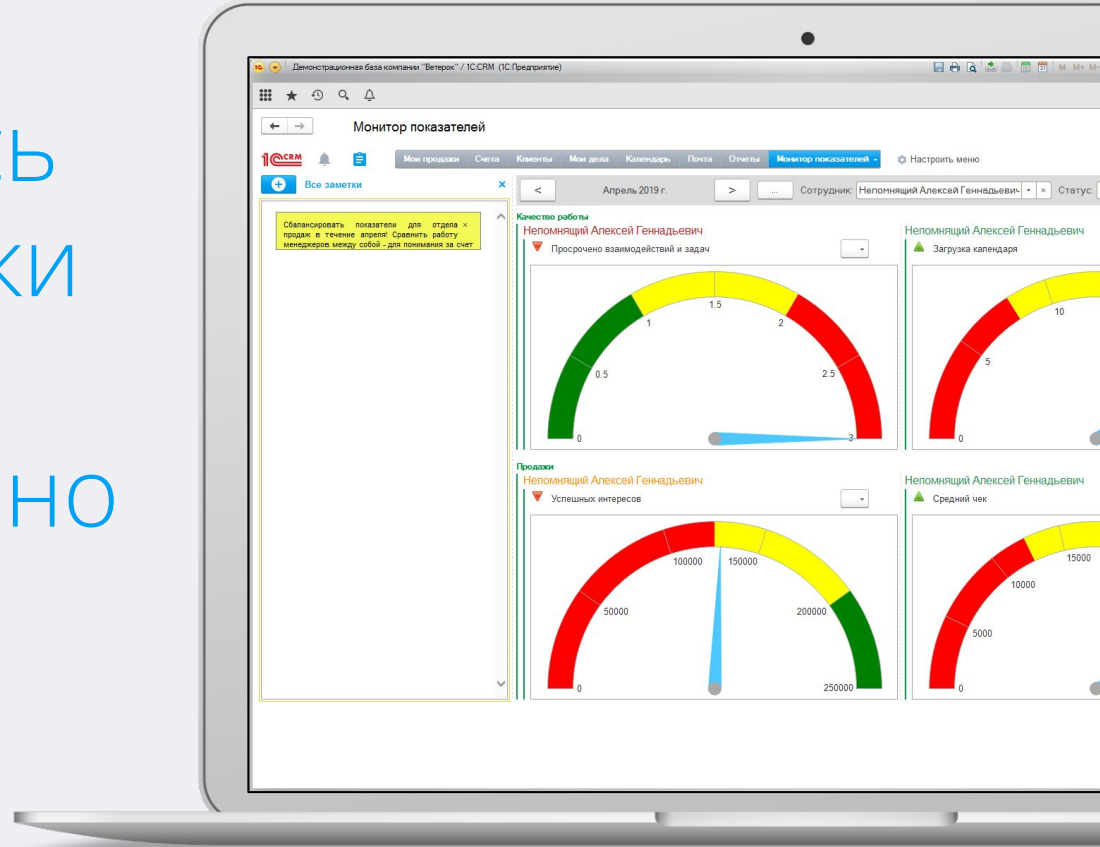 сь
ки
но
1С Демонстрационная база компании "Ветерок" / 1С:CRM (1С:Предприятие)
31 M M+ M-
Монитор показателей
1С CRM
Мои продажи Счета Клиенты Мои дела Календарь Почта Отчеты Монитор показателей Настроить меню
+ Все заметки ×
< Апрель 2019 г. > ... Сотрудник: Непомнящий Алексей Геннадьевич × Статус:
Сбалансировать показатели для отдела ×
продаж в течение апреля! Сравнить работу
менеджеров между собой - для понимания за счет
Качество работы
Непомнящий Алексей Геннадьевич
Просрочено взаимодействий и задач
0
0.5
1
1.5
2
2.5
3
Непомнящий Алексей Геннадьевич
Загрузка календаря
0
5
10
Продажи
Непомнящий Алексей Геннадьевич
Успешных интересов
0
50000
100000
150000
200000
250000
Непомнящий Алексей Геннадьевич
Средний чек
0
5000
10000
15000